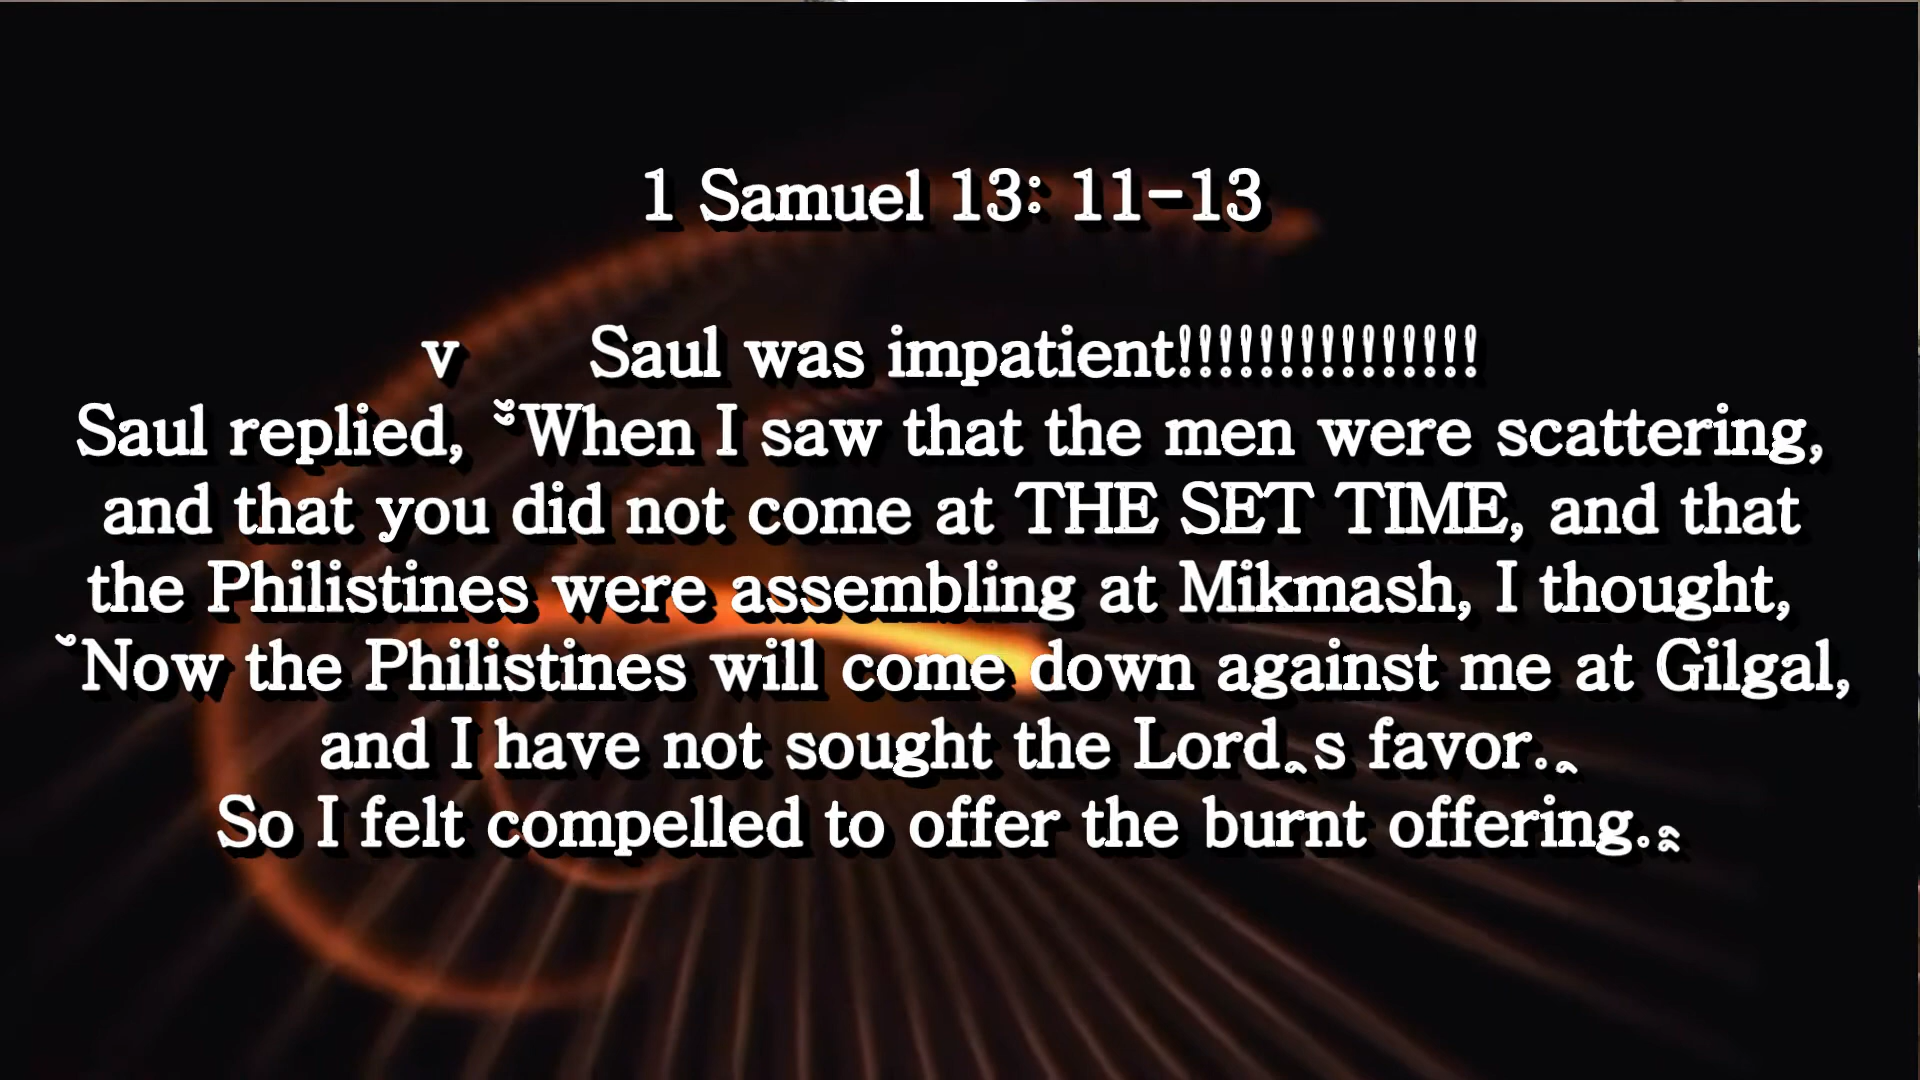 1 Samuel 13: 11-13
v Saul was impatient!!!!!!!!!!!!!!!
Saul replied, ˘˘When I saw that the men were scattering,
and that you did not come at THE SET TIME, and that
the Philistines were assembling at Mikmash, I thought,
˘Now the Philistines will come down against me at Gilgal,
and I have not sought the Lord˛s favor.˛
So I felt compelled to offer the burnt offering.˛˛